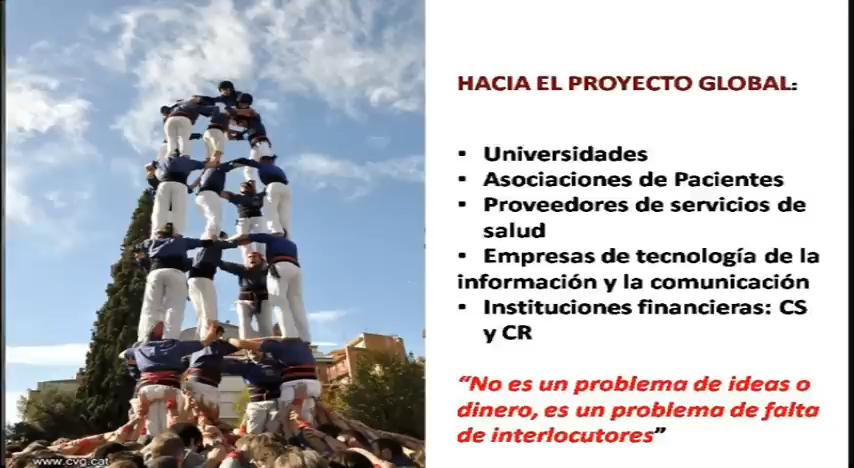 HACIA EL PROYECTO GLOBAL:
• Universidades
• Asociaciones de Pacientes
• Proveedores de servicios de
salud
• Empresas de tecnología de la
información y la comunicación
• Instituciones financieras: CS
y CR
“No es un problema de ideas o
dinero, es un problema de falta
de interlocutores”
www.cvg.cat